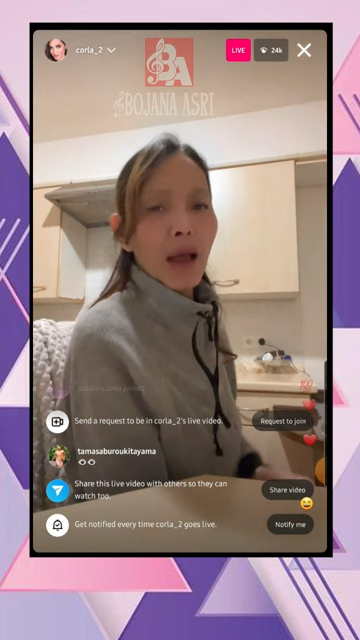 corla_2
LIVE
24k
BA
BOJANA ASRI
Send a request to be in corla_2's live video.
Request to join
tamasaburoukitayama
Share this live video with others so they can
watch too.
Share video
Get notified every time corla_2 goes live.
Notify me